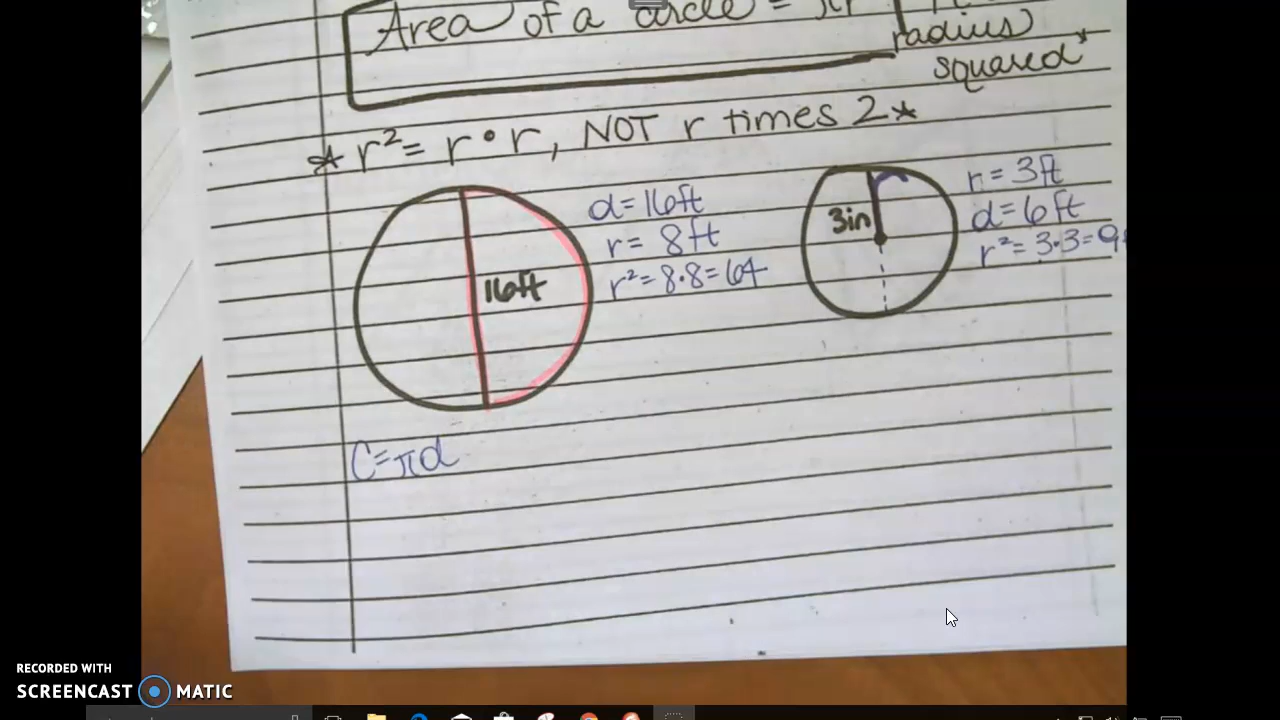 Area of a circle = πr
radius
squared*
* r² = r • r, NOT r times 2 *
d = 16ft
r = 8ft
r² = 8·8 = 64
16ft
3in
r = 3ft
d = 6ft
r² = 3·3 = 9
C = πd
RECORDED WITH
SCREENCAST MATIC